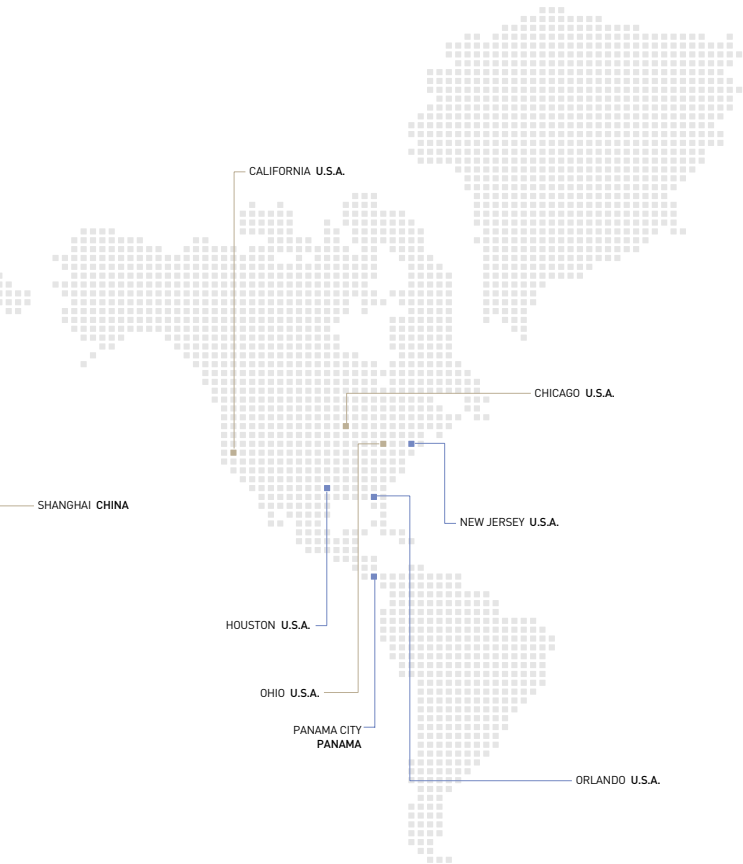 CALIFORNIA U.S.A.
CHICAGO U.S.A.
SHANGHAI CHINA
NEW JERSEY U.S.A.
HOUSTON U.S.A.
OHIO U.S.A.
PANAMA CITY
PANAMA
ORLANDO U.S.A.